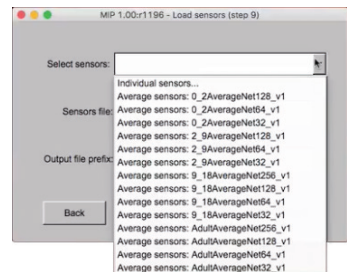 MIP 1.00:r1196 - Load sensors (step 9)
Select sensors:
Individual sensors...
Average sensors: 0_2AverageNet128_v1
Average sensors: 0_2AverageNet64_v1
Sensors file:
Average sensors: 0_2AverageNet32_v1
Average sensors: 2_9AverageNet128_v1
Average sensors: 2_9AverageNet64_v1
Output file prefix:
Average sensors: 2_9AverageNet32_v1
Average sensors: 9_18AverageNet256_v1
Average sensors: 9_18AverageNet128_v1
Average sensors: 9_18AverageNet64_v1
Back
Average sensors: 9_18AverageNet32_v1
Average sensors: AdultAverageNet256_v1
Average sensors: AdultAverageNet128_v1
Average sensors: AdultAverageNet64_v1
Average sensors: AdultAverageNet32_v1